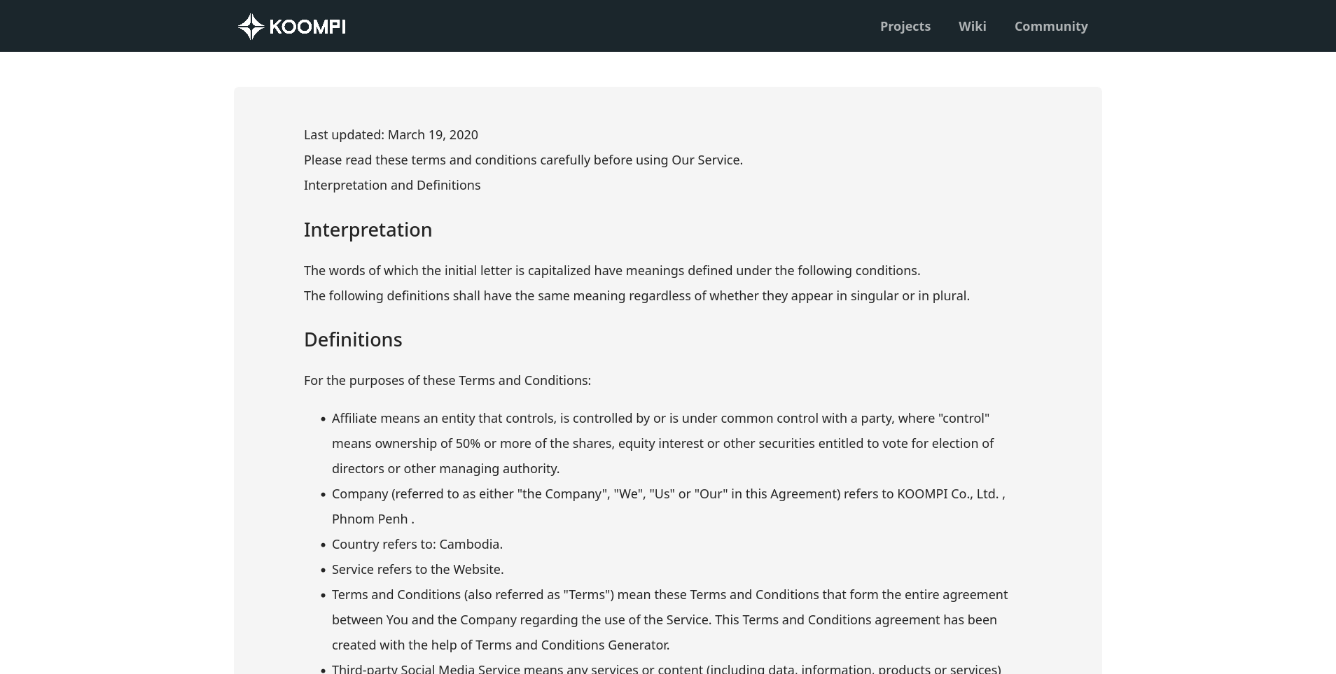 KOOMPI
Projects
Wiki
Community
Last updated: March 19, 2020
Please read these terms and conditions carefully before using Our Service.
Interpretation and Definitions
Interpretation
The words of which the initial letter is capitalized have meanings defined under the following conditions.
The following definitions shall have the same meaning regardless of whether they appear in singular or in plural.
Definitions
For the purposes of these Terms and Conditions:
• Affiliate means an entity that controls, is controlled by or is under common control with a party, where "control"
means ownership of 50% or more of the shares, equity interest or other securities entitled to vote for election of
directors or other managing authority.
• Company (referred to as either "the Company", "We", "Us" or "Our" in this Agreement) refers to KOOMPI Co., Ltd. ,
Phnom Penh .
• Country refers to: Cambodia.
• Service refers to the Website.
• Terms and Conditions (also referred as "Terms") mean these Terms and Conditions that form the entire agreement
between You and the Company regarding the use of the Service. This Terms and Conditions agreement has been
created with the help of Terms and Conditions Generator.
• Third-party Social Media Service means any services or content (including data, information, products or services)